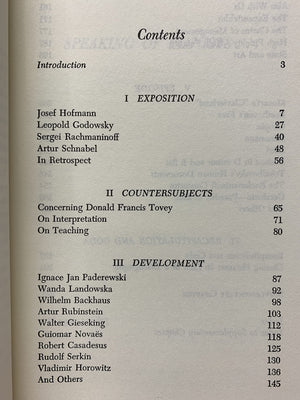 Contents
Introduction 3
I EXPOSITION
Josef Hofmann 7
Leopold Godowsky 27
Sergei Rachmaninoff 40
Artur Schnabel 48
In Retrospect 56
II COUNTERSUBJECTS
Concerning Donald Francis Tovey 65
On Interpretation 71
On Teaching 80
III DEVELOPMENT
Ignace Jan Paderewski 87
Wanda Landowska 92
Wilhelm Backhaus 98
Artur Rubinstein 103
Walter Gieseking 112
Guiomar Novaës 118
Robert Casadesus 125
Rudolf Serkin 130
Vladimir Horowitz 136
And Others 145